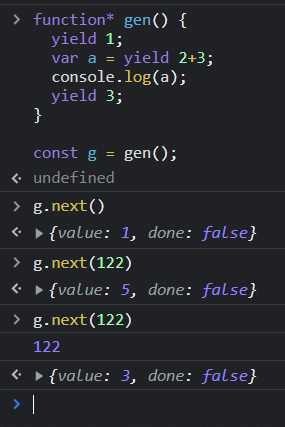 function* gen() {
  yield 1;
  var a = yield 2+3;
  console.log(a);
  yield 3;
}

const g = gen();
undefined
g.next()
{value: 1, done: false}
g.next(122)
{value: 5, done: false}
g.next(122)
122
{value: 3, done: false}